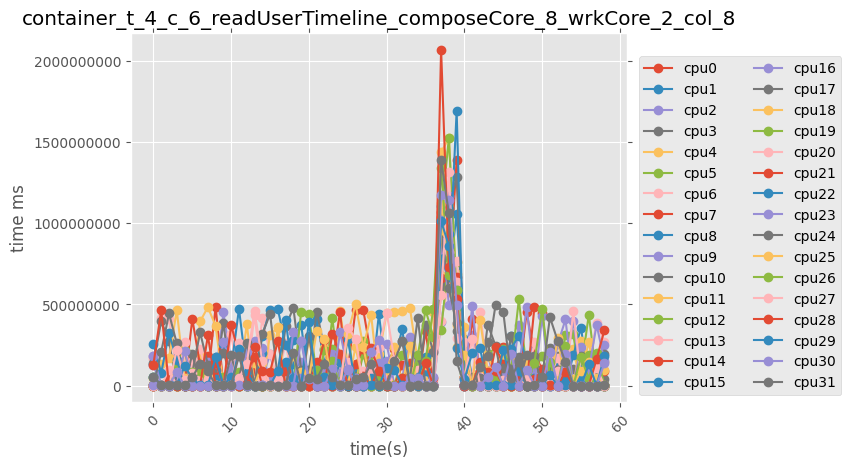 container_t_4_c_6_readUserTimeline_composeCore_8_wrkCore_2_col_8
time ms
2000000000
1500000000
1000000000
500000000
0
0
10
20
30
40
50
60
time(s)
cpu0
cpu1
cpu2
cpu3
cpu4
cpu5
cpu6
cpu7
cpu8
cpu9
cpu10
cpu11
cpu12
cpu13
cpu14
cpu15
cpu16
cpu17
cpu18
cpu19
cpu20
cpu21
cpu22
cpu23
cpu24
cpu25
cpu26
cpu27
cpu28
cpu29
cpu30
cpu31